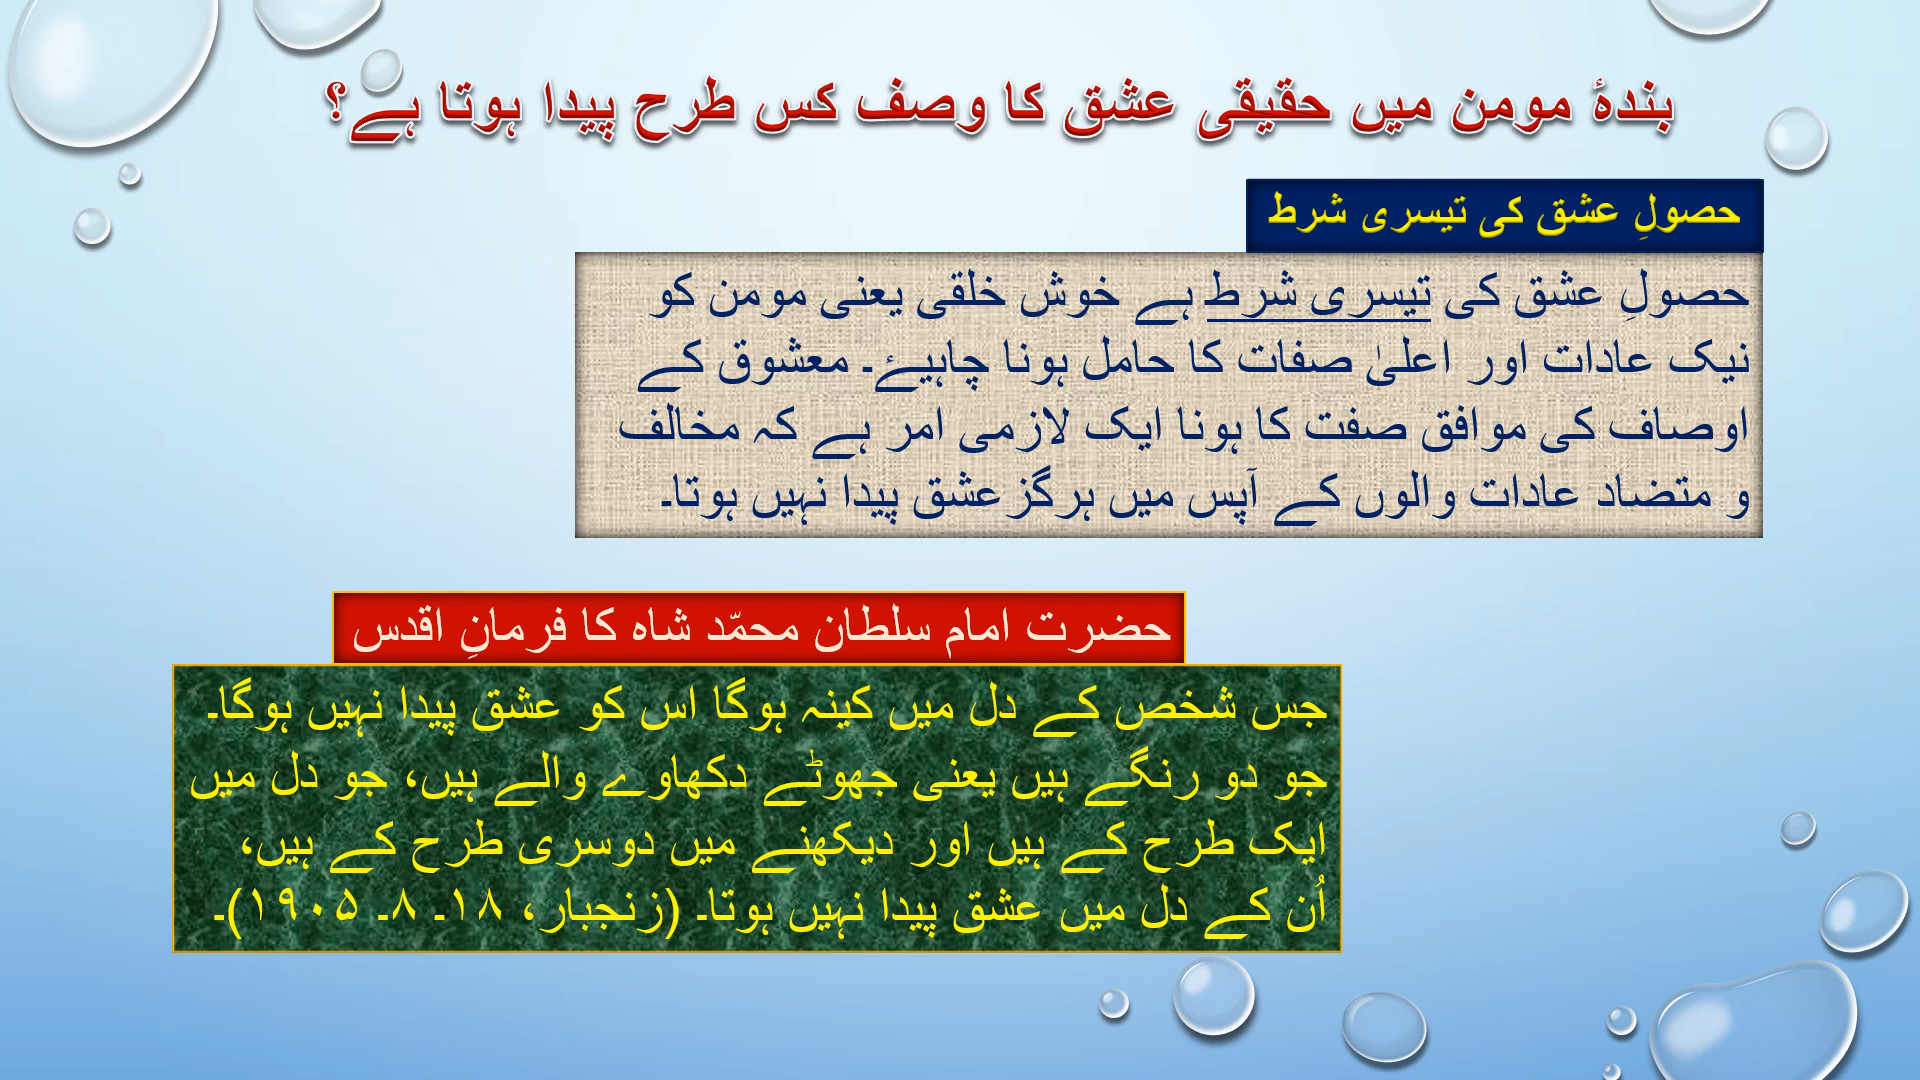 بندۂ مومن میں حقیقی عشق کا وصف کس طرح پیدا ہوتا ہے؟
حصولِ عشق کی تیسری شرط
حصولِ عشق کی تیسری شرط ہے خوش خلقی یعنی مومن کو
نیک عادات اور اعلیٰ صفات کا حامل ہونا چاہیۓ۔ معشوق کے
اوصاف کی موافق صفت کا ہونا ایک لازمی امر ہے کہ مخالف
و متضاد عادات والوں کے آپس میں ہرگز عشق پیدا نہیں ہوتا۔
حضرت امام سلطان محمّد شاہ کا فرمانِ اقدس
جس شخص کے دل میں کینہ ہوگا اس کو عشق پیدا نہیں ہوگا۔
جو دو رنگے ہیں یعنی جھوٹے دکھاوے والے ہیں، جو دل میں
ایک طرح کے ہیں اور دیکھنے میں دوسری طرح کے ہیں،
اُن کے دل میں عشق پیدا نہیں ہوتا۔ (زنجبار، ۱۸۔ ۸۔ ۱۹۰۵)۔